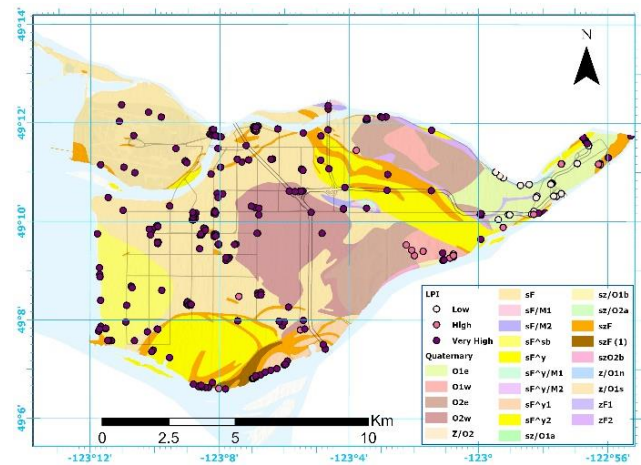 49°14'
49°12'
49°10'
49°8'
49°6'
N
LPI
Low
High
Very High
Quaternary
O1e
O1w
O2e
O2w
Z/O2
sF
sF/M1
sF/M2
sF^sb
sF^y
sF^y/M1
sF^y/M2
sF^y1
sF^y2
sz/O1a
sz/O1b
sz/O2a
szF
szF (1)
szO2b
z/O1n
z/O1s
zF1
zF2
Km
0 2.5 5 10
-123°12' -123°8' -123°4' -123° -122°56'